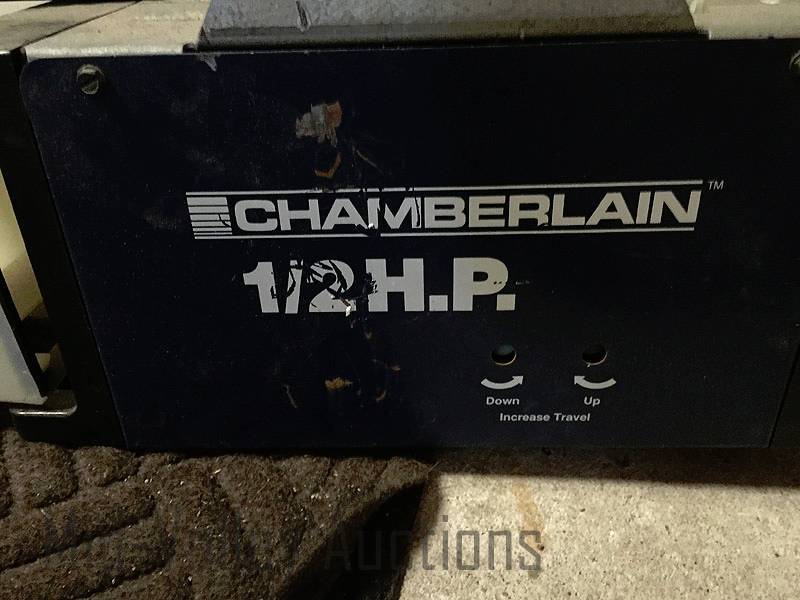 CHAMBERLAIN™
1/2 H.P.
Down Up
Increase Travel
Auctions